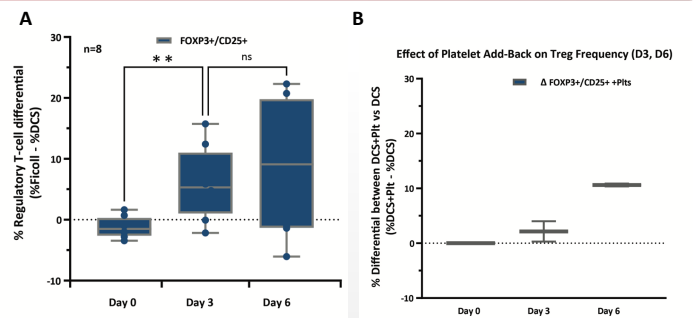 A
30
20
10
0
-10
n=8
FOXP3+/CD25+
**
ns
% Regulatory T-cell differential
(%Ficoll - %DCS)
Day 0
Day 3
Day 6
B
Effect of Platelet Add-Back on Treg Frequency (D3, D6)
Δ FOXP3+/CD25+ +Plts
30
20
10
0
-10
% Differential between DCS+Plt vs DCS
(%DCS+Plt - %DCS)
Day 0
Day 3
Day 6